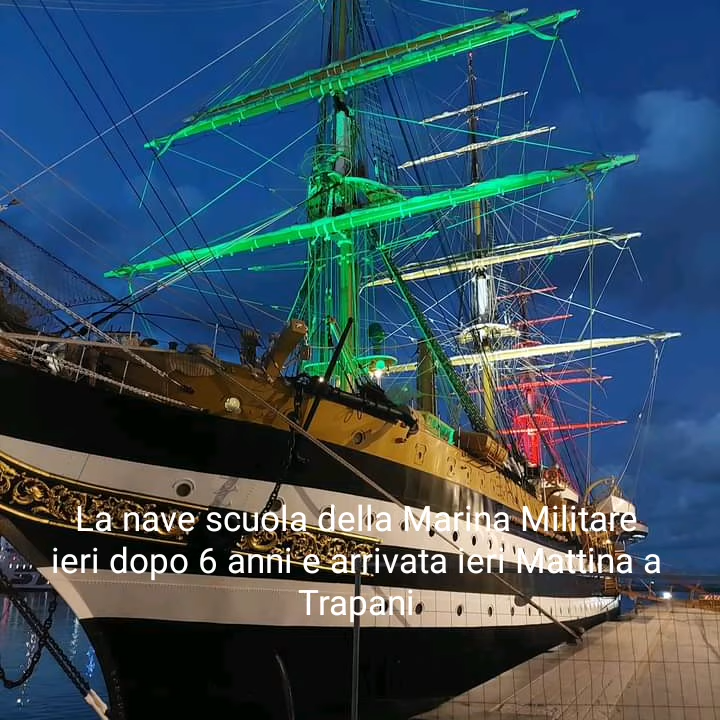 La nave scuola della Marina Militare
ieri dopo 6 anni e arrivata ieri Mattina a
Trapani